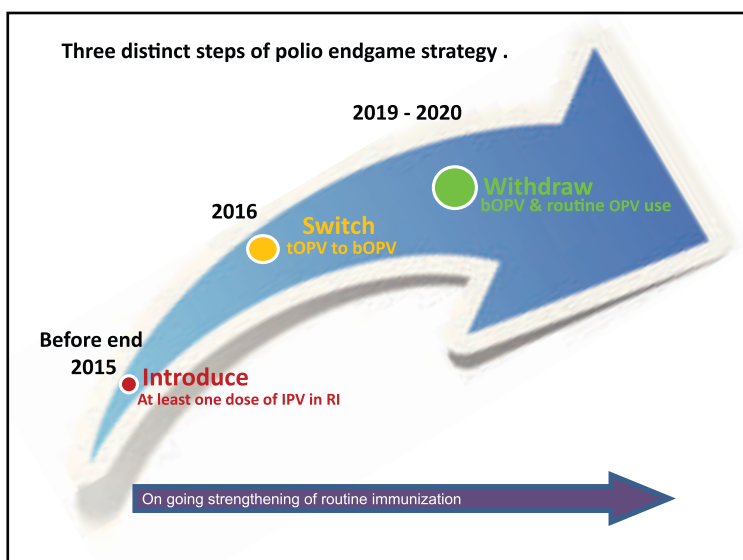 Three distinct steps of polio endgame strategy .
2019 - 2020
Withdraw
bOPV & routine OPV use
2016
Switch
tOPV to bOPV
Before end
2015
Introduce
At least one dose of IPV in RI
On going strengthening of routine immunization